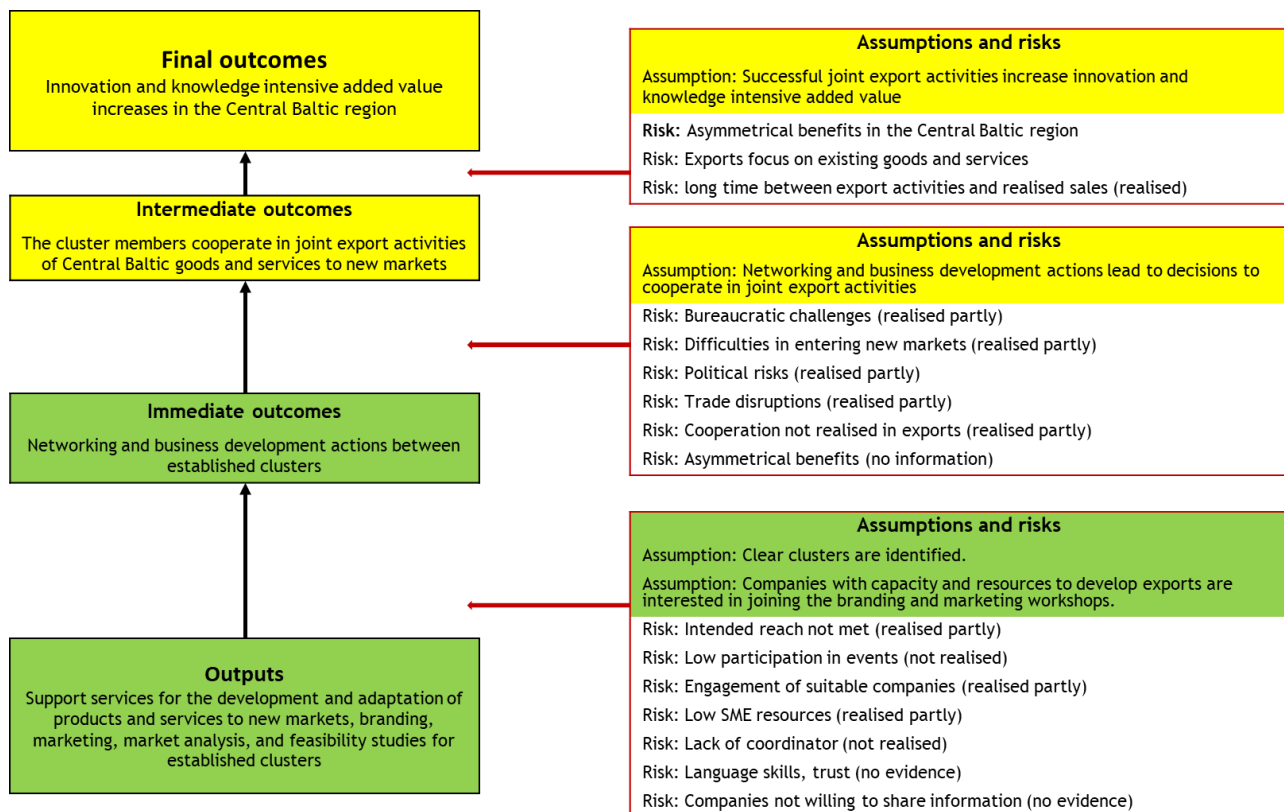 Final outcomes
Innovation and knowledge intensive added value
increases in the Central Baltic region
Intermediate outcomes
The cluster members cooperate in joint export activities
of Central Baltic goods and services to new markets
Immediate outcomes
Networking and business development actions between
established clusters
Outputs
Support services for the development and adaptation of
products and services to new markets, branding,
marketing, market analysis, and feasibility studies for
established clusters
Assumptions and risks
Assumption: Successful joint export activities increase innovation and
knowledge intensive added value
Risk: Asymmetrical benefits in the Central Baltic region
Risk: Exports focus on existing goods and services
Risk: long time between export activities and realised sales (realised)
Assumptions and risks
Assumption: Networking and business development actions lead to decisions to
cooperate in joint export activities
Risk: Bureaucratic challenges (realised partly)
Risk: Difficulties in entering new markets (realised partly)
Risk: Political risks (realised partly)
Risk: Trade disruptions (realised partly)
Risk: Cooperation not realised in exports (realised partly)
Risk: Asymmetrical benefits (no information)
Assumptions and risks
Assumption: Clear clusters are identified.
Assumption: Companies with capacity and resources to develop exports are
interested in joining the branding and marketing workshops.
Risk: Intended reach not met (realised partly)
Risk: Low participation in events (not realised)
Risk: Engagement of suitable companies (realised partly)
Risk: Low SME resources (realised partly)
Risk: Lack of coordinator (not realised)
Risk: Language skills, trust (no evidence)
Risk: Companies not willing to share information (no evidence)